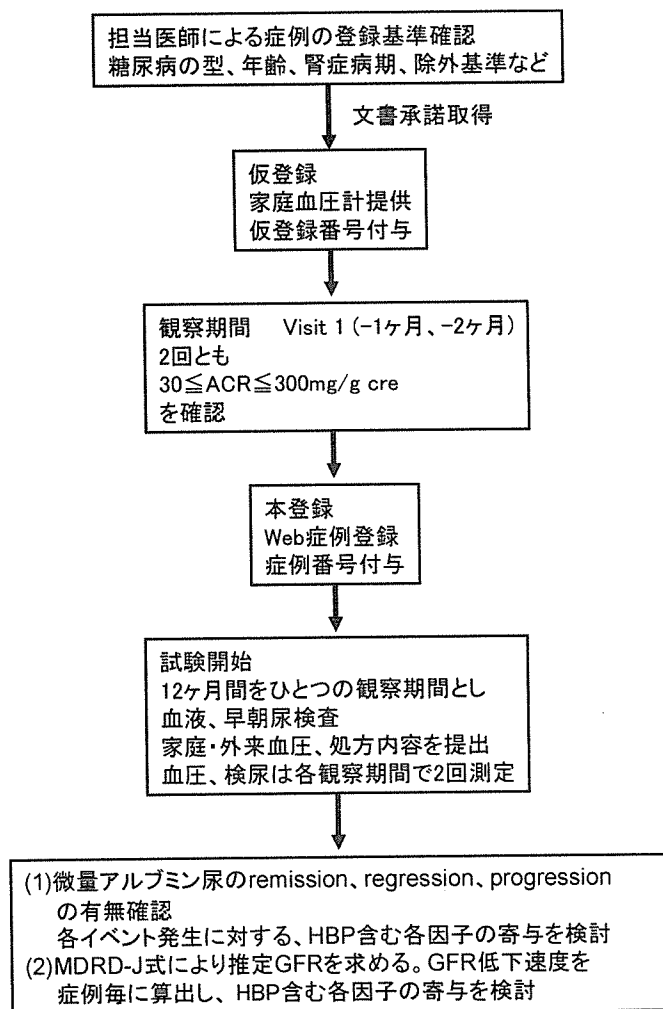 担当医師による症例の登録基準確認
糖尿病の型、年齢、腎症病期、除外基準など
文書承諾取得
仮登録
家庭血圧計提供
仮登録番号付与
観察期間 Visit 1 (-1ヶ月、-2ヶ月)
2回とも
30≦ACR≦300mg/g cre
を確認
本登録
Web症例登録
症例番号付与
試験開始
12ヶ月間をひとつの観察期間とし
血液、早朝尿検査
家庭・外来血圧、処方内容を提出
血圧、検尿は各観察期間で2回測定
(1)微量アルブミン尿のremission、regression、progression
の有無確認
各イベント発生に対する、HBP含む各因子の寄与を検討
(2)MDRD-J式により推定GFRを求める。GFR低下速度を
症例毎に算出し、HBP含む各因子の寄与を検討